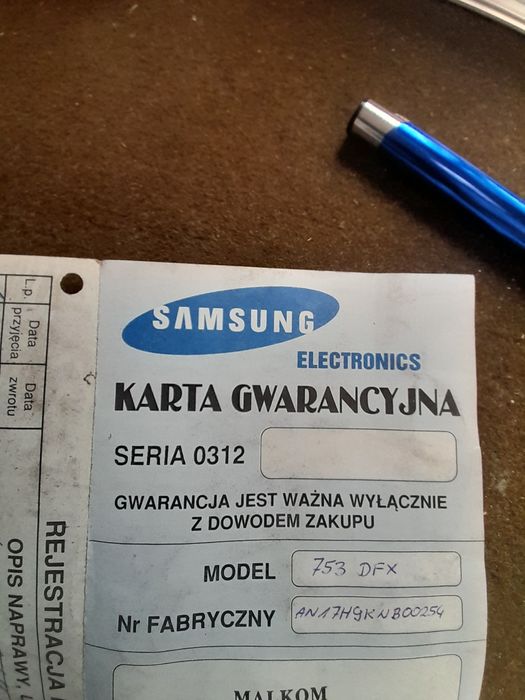 SAMSUNG
ELECTRONICS
KARTA GWARANCYJNA
SERIA 0312
GWARANCJA JEST WAŻNA WYŁĄCZNIE
Z DOWODEM ZAKUPU
MODEL 753 DFX
Nr FABRYCZNY AN17H9KNB00254
MALKOM
L.p.
Data przyjęcia
Data zwrotu
OPIS NAPRAWY,
REJESTRACJA